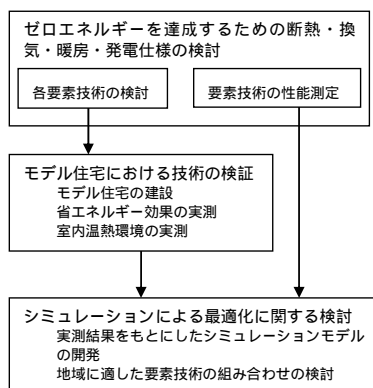 ゼロエネルギーを達成するための断熱・換
気・暖房・発電仕様の検討
各要素技術の検討
要素技術の性能測定
モデル住宅における技術の検証
モデル住宅の建設
省エネルギー効果の実測
室内温熱環境の実測
シミュレーションによる最適化に関する検討
実測結果をもとにしたシミュレーションモデル
の開発
地域に適した要素技術の組み合わせの検討